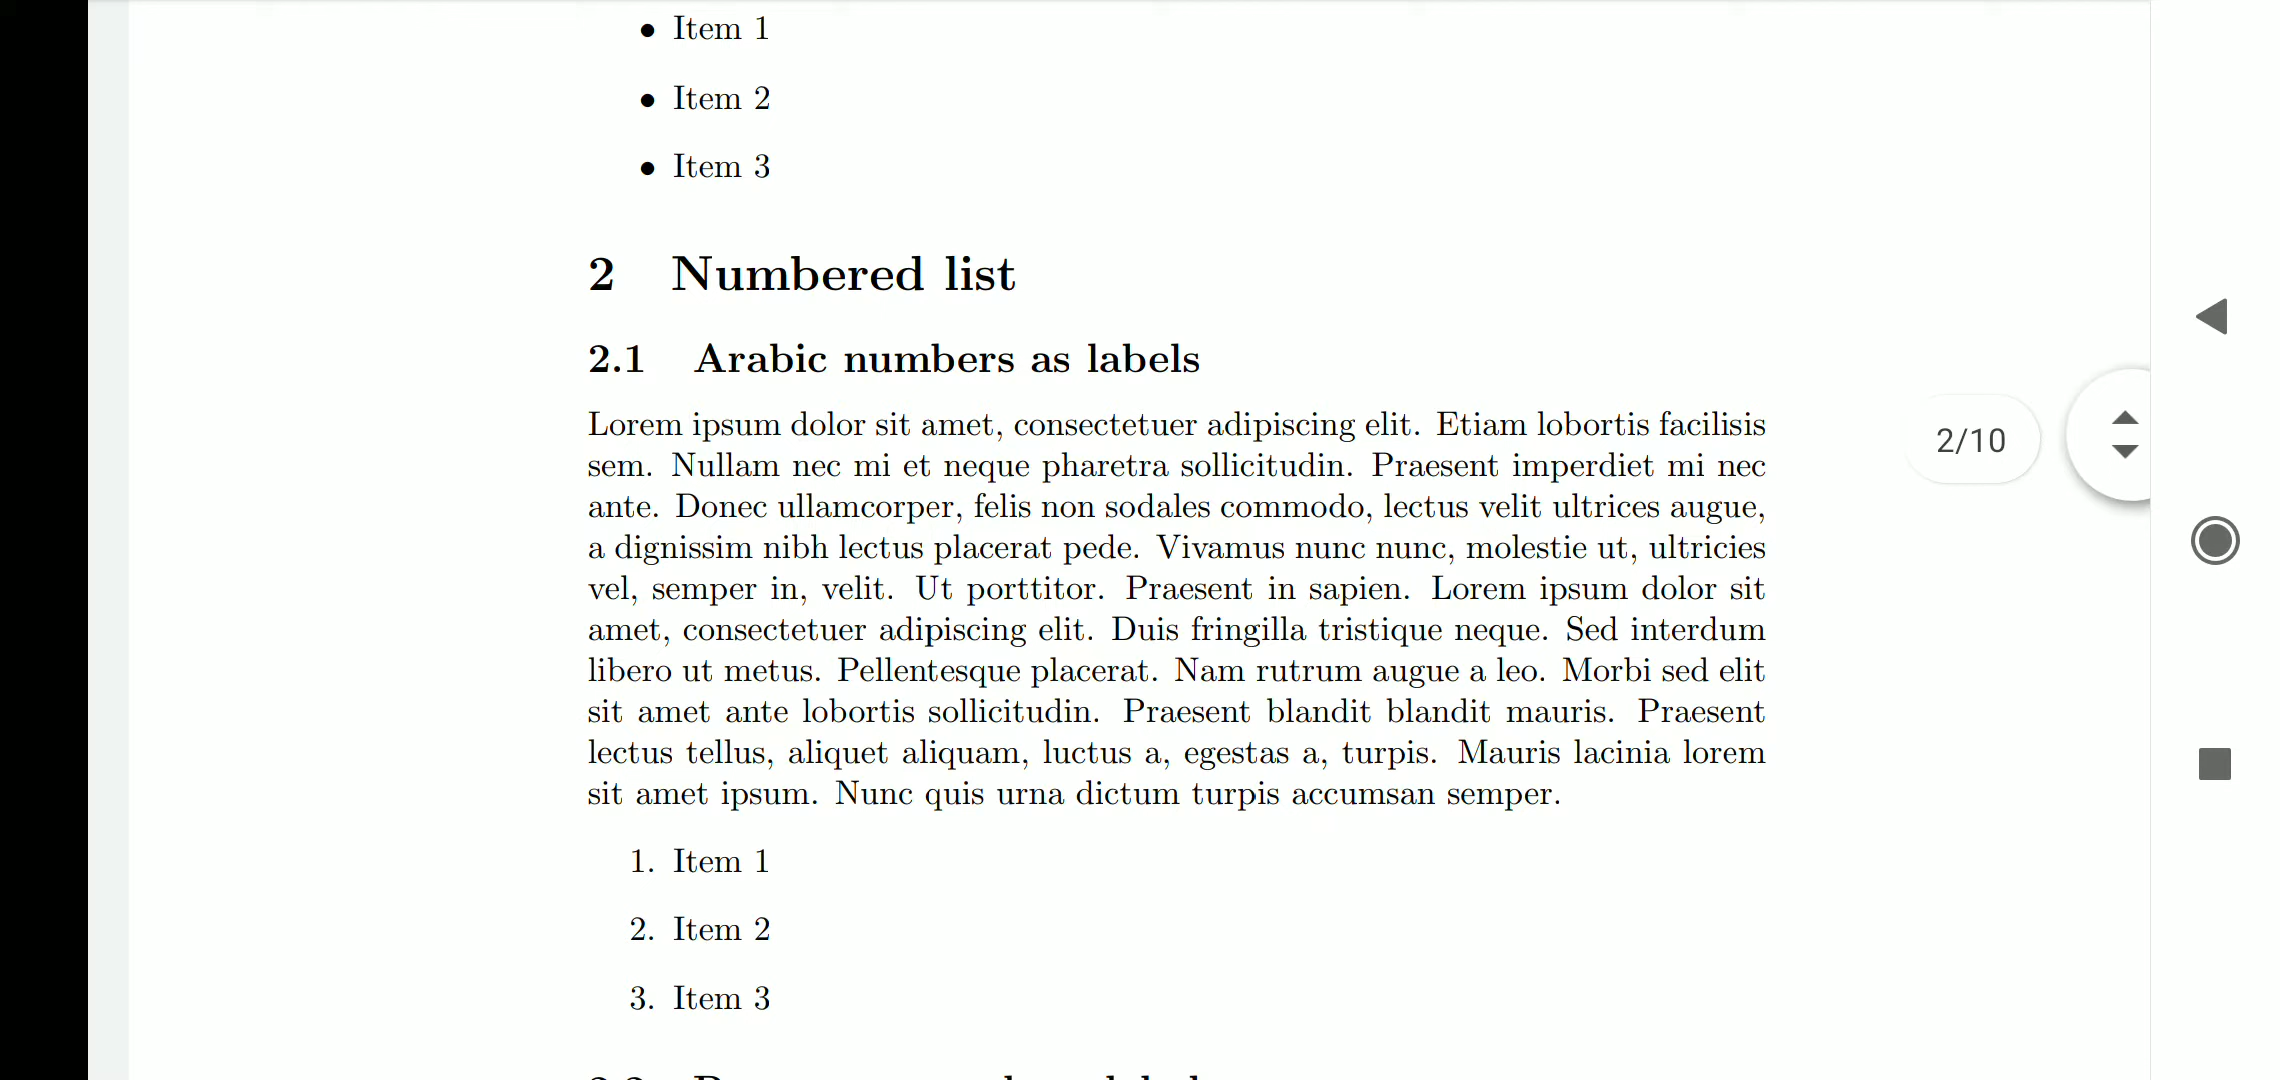 • Item 1
• Item 2
• Item 3
2 Numbered list
2.1 Arabic numbers as labels
Lorem ipsum dolor sit amet, consectetuer adipiscing elit. Etiam lobortis facilisis
sem. Nullam nec mi et neque pharetra sollicitudin. Praesent imperdiet mi nec
ante. Donec ullamcorper, felis non sodales commodo, lectus velit ultrices augue,
a dignissim nibh lectus placerat pede. Vivamus nunc nunc, molestie ut, ultricies
vel, semper in, velit. Ut porttitor. Praesent in sapien. Lorem ipsum dolor sit
amet, consectetuer adipiscing elit. Duis fringilla tristique neque. Sed interdum
libero ut metus. Pellentesque placerat. Nam rutrum augue a leo. Morbi sed elit
sit amet ante lobortis sollicitudin. Praesent blandit blandit mauris. Praesent
lectus tellus, aliquet aliquam, luctus a, egestas a, turpis. Mauris lacinia lorem
sit amet ipsum. Nunc quis urna dictum turpis accumsan semper.
1. Item 1
2. Item 2
3. Item 3
2/10